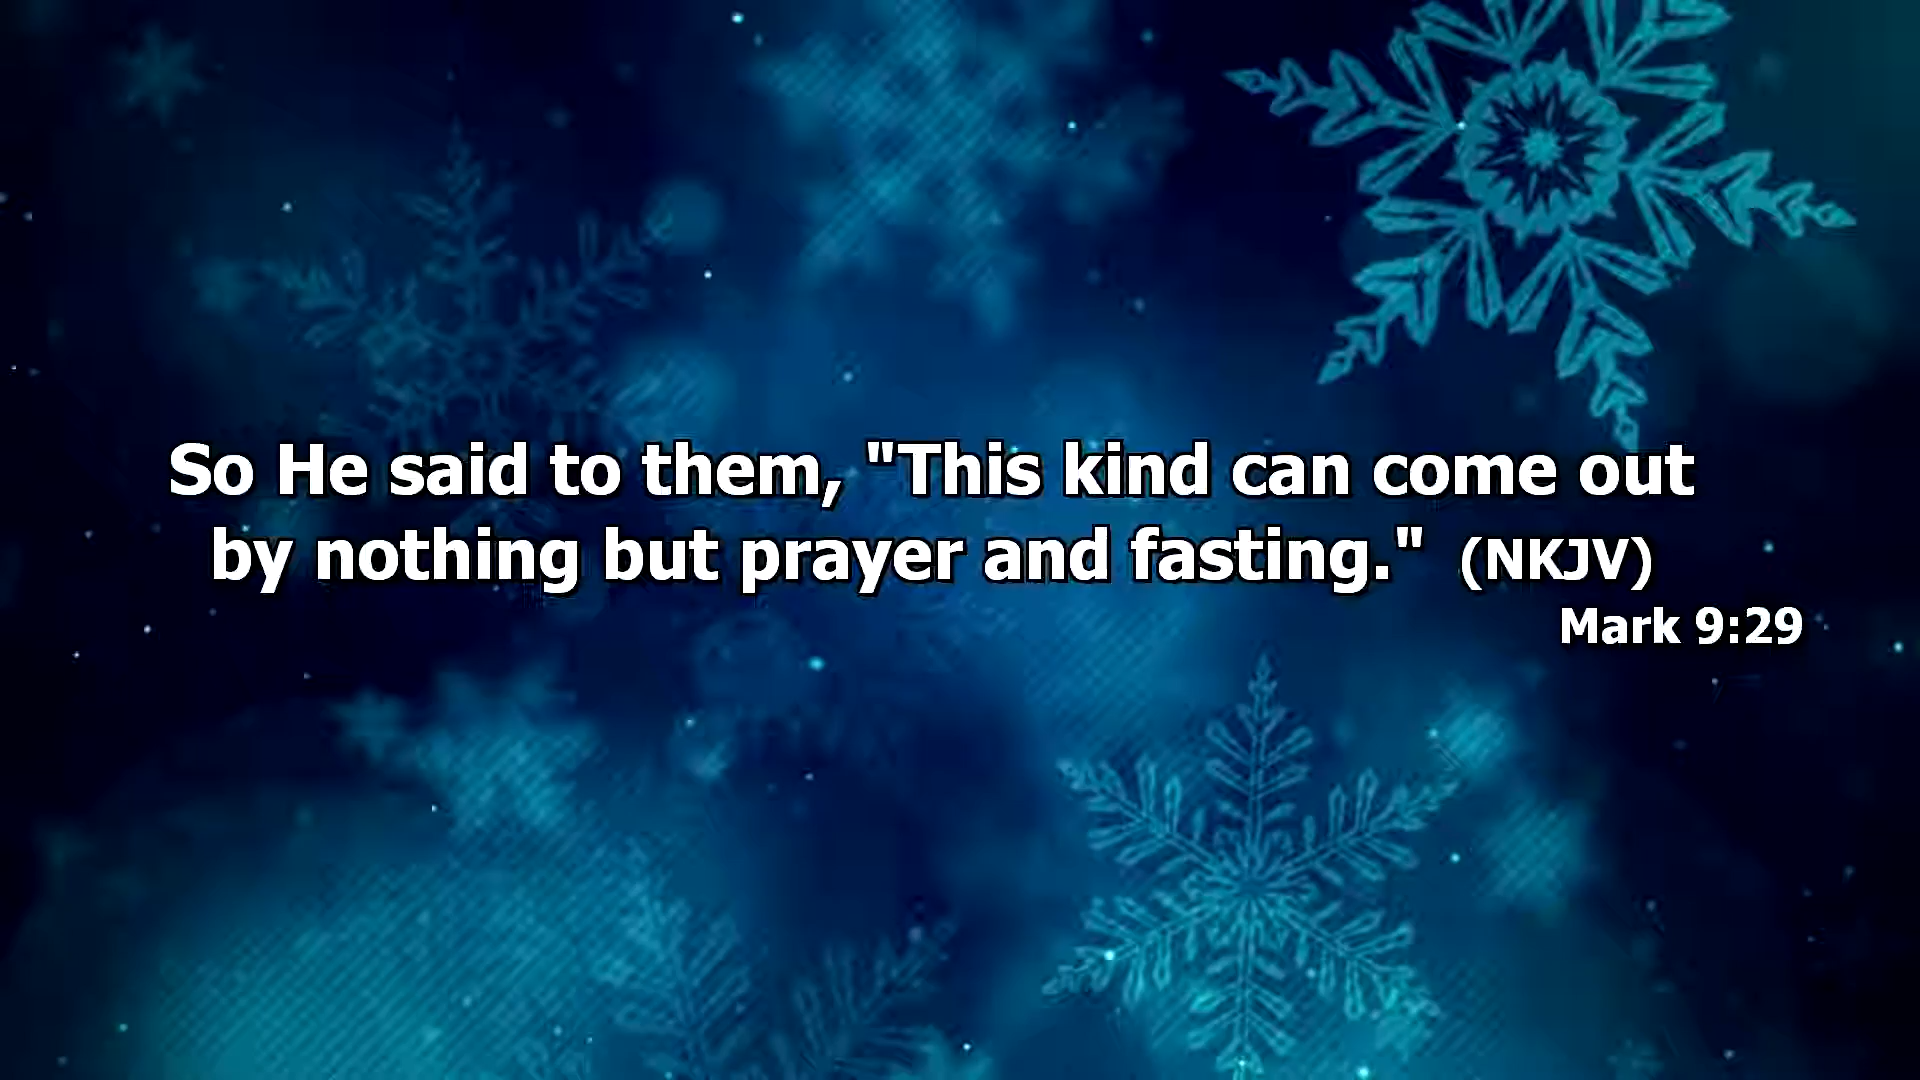 So He said to them, "This kind can come out
by nothing but prayer and fasting." (NKJV)
Mark 9:29